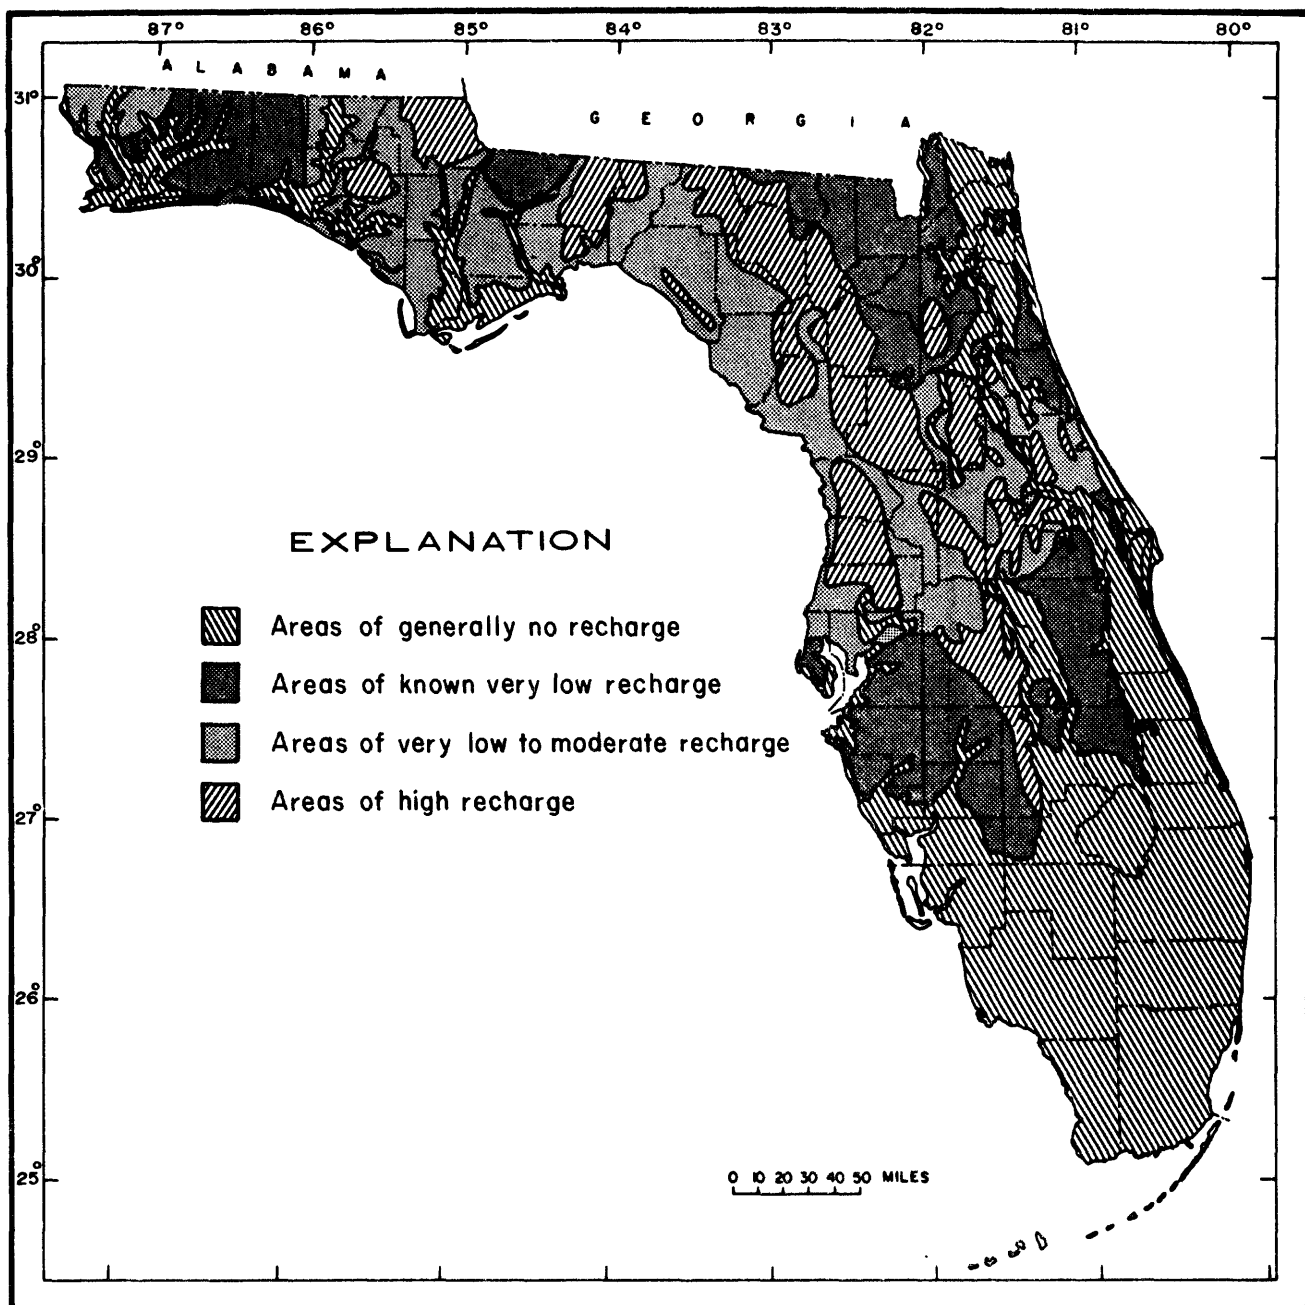 87° 86° 85° 84° 83° 82° 81° 80°
ALABAMA
31°
GEORGIA
30°
29°
EXPLANATION
Areas of generally no recharge
28°
Areas of known very low recharge
Areas of very low to moderate recharge
Areas of high recharge
27°
26°
25°
0 10 20 30 40 50 MILES